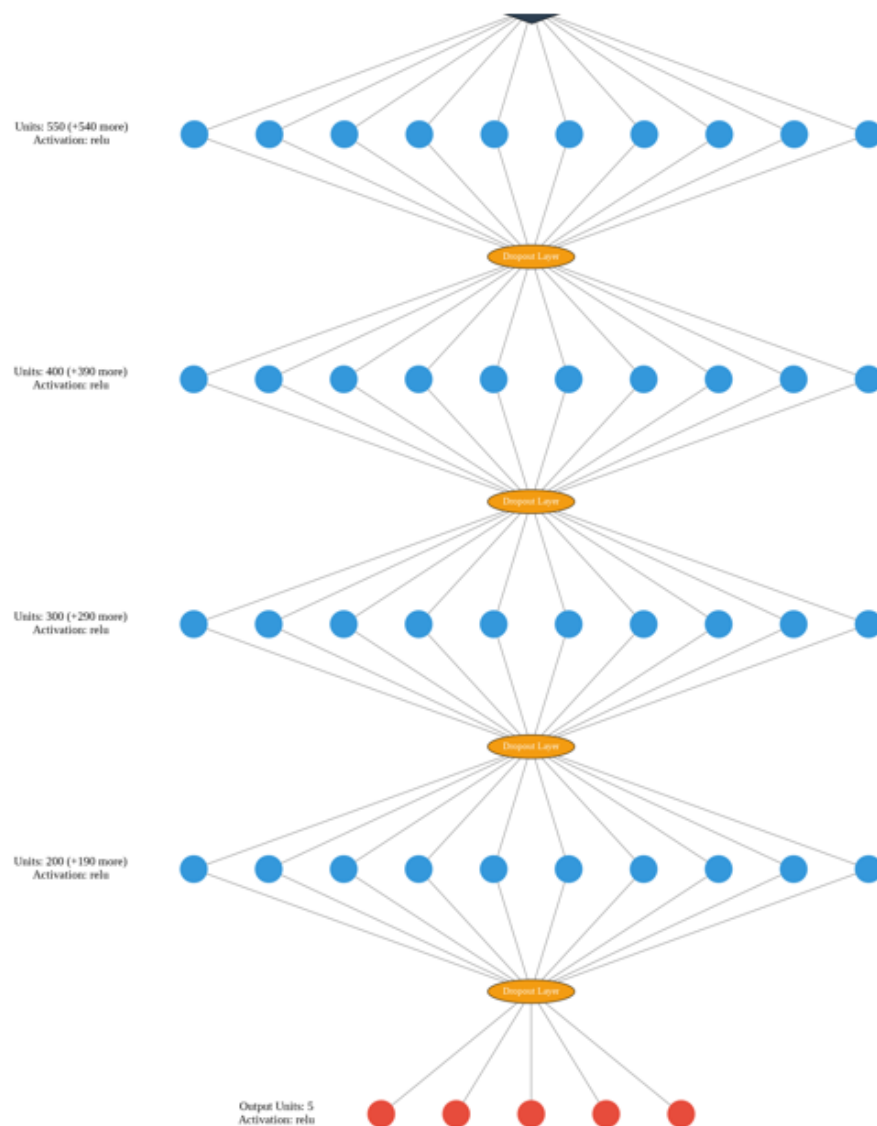 Units: 550 (+540 more)
Activation: relu
Dropout Layer
Units: 400 (+390 more)
Activation: relu
Dropout Layer
Units: 300 (+290 more)
Activation: relu
Dropout Layer
Units: 200 (+190 more)
Activation: relu
Dropout Layer
Output Units: 5
Activation: relu